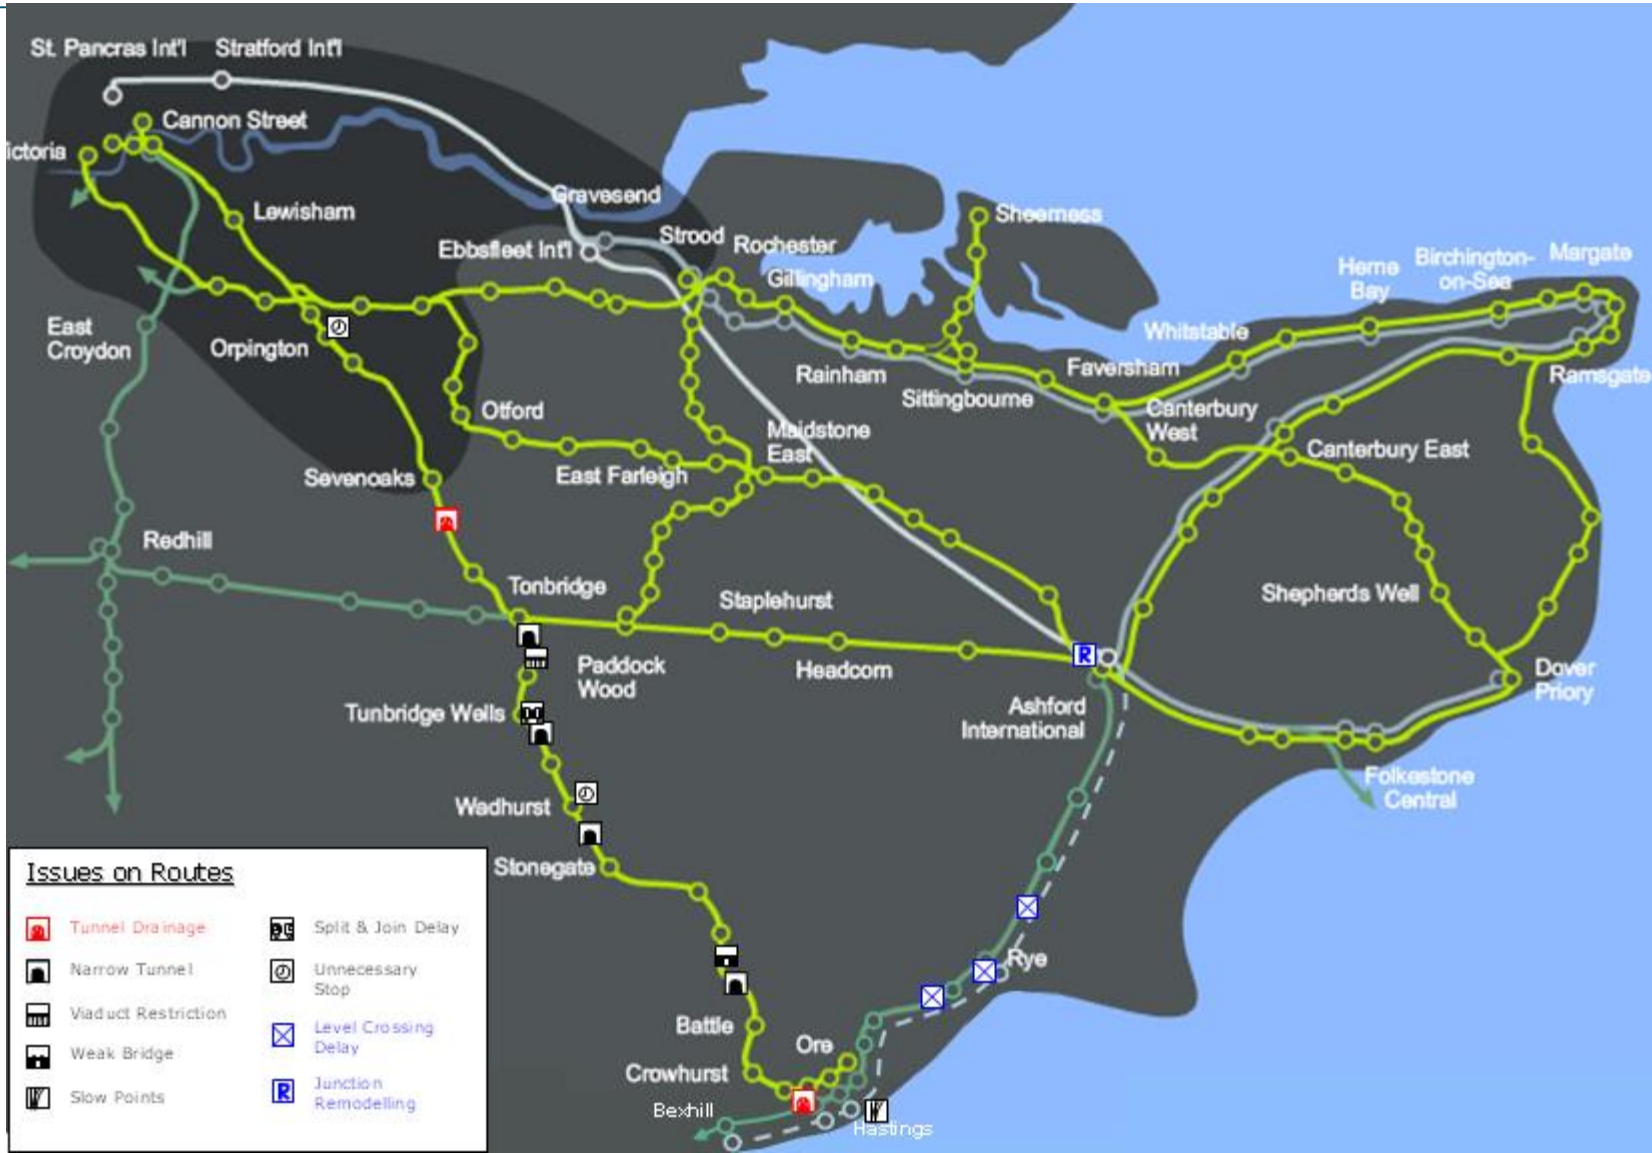 St. Pancras Int'l
Stratford Int'l
Cannon Street
ictoria
Lewisham
Gravesend
Ebbsfleet Int'l
Strood
Rochester
Gillingham
Sheerness
Herne
Bay
Birchington-
on-Sea
Margate
East
Croydon
Orpington
Whitstable
Rainham
Faversham
Ramsgate
Sittingbourne
Otford
Canterbury
West
Maidstone
East
Canterbury East
East Farleigh
Sevenoaks
Redhill
Tonbridge
Staplehurst
Shepherds Well
Paddock
Wood
Headcorn
Dover
Priory
Tunbridge Wells
Ashford
International
Folkestone
Central
Wadhurst
Stonegate
Rye
Battle
Ore
Crowhurst
Bexhill
Hastings
R
Issues on Routes
Tunnel Drainage
Narrow Tunnel
Viaduct Restriction
Weak Bridge
Slow Points
Split & Join Delay
Unnecessary
Stop
Level Crossing
Delay
R
Junction
Remodelling